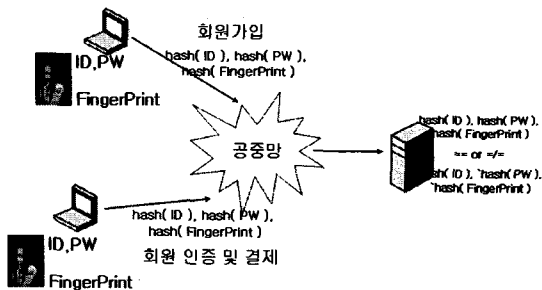 회원가입
hash( ID ), hash( PW ),
hash( FingerPrint )
ID,PW
FingerPrint
공중망
hash( ID ), hash( PW ),
hash( FingerPrint )
== or =/=
hash( ID ), `hash( PW ),
`hash( FingerPrint )
hash( ID ), hash( PW ),
hash( FingerPrint )
회원 인증 및 결제
ID,PW
FingerPrint